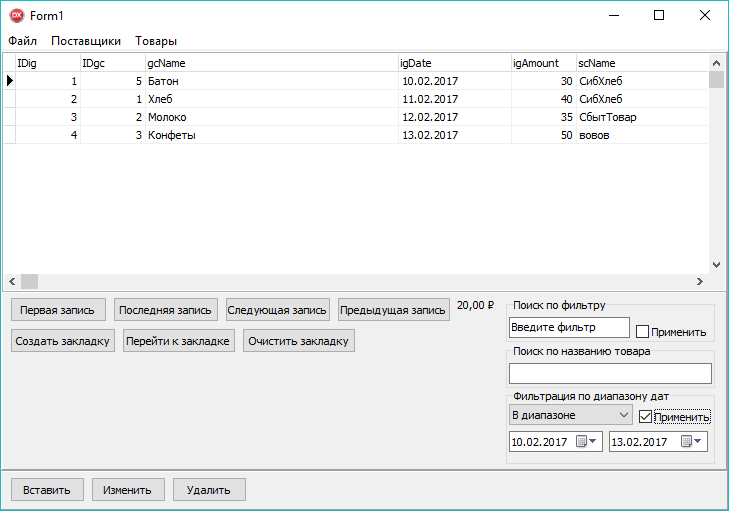 DX Form1
Файл Поставщики Товары
IDig IDgc gcName igDate igAmount scName
1 5 Батон 10.02.2017 30 СибХлеб
2 1 Хлеб 11.02.2017 40 СибХлеб
3 2 Молоко 12.02.2017 35 СбытТовар
4 3 Конфеты 13.02.2017 50 вовов
Первая запись Последняя запись Следующая запись Предыдущая запись 20,00 ₽
Создать закладку Перейти к закладке Очистить закладку
Поиск по фильтру
Введите фильтр Применить
Поиск по названию товара
Фильтрация по диапазону дат
В диапазоне Применить
10.02.2017 13.02.2017
Вставить Изменить Удалить